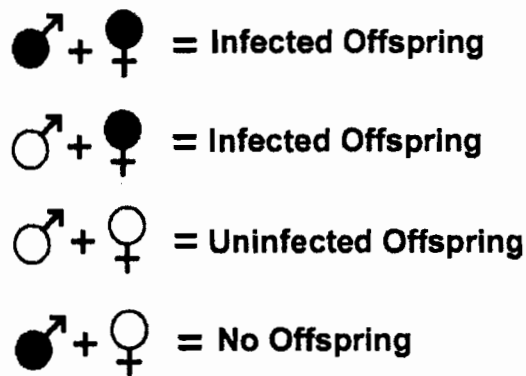 ♂ + ♀ = Infected Offspring
♂ + ♀ = Infected Offspring
♂ + ♀ = Uninfected Offspring
♂ + ♀ = No Offspring